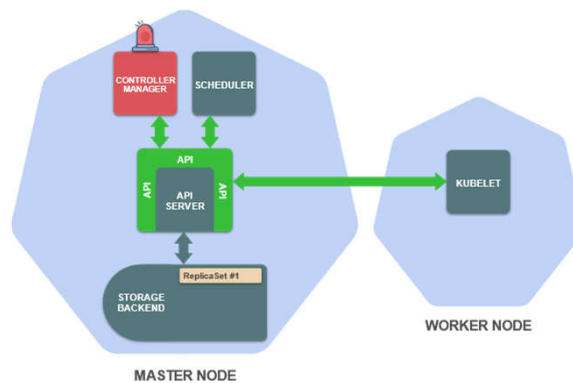 CONTROLLER
MANAGER
SCHEDULER
API
API
API
API
SERVER
KUBELET
ReplicaSet #1
STORAGE
BACKEND
WORKER NODE
MASTER NODE